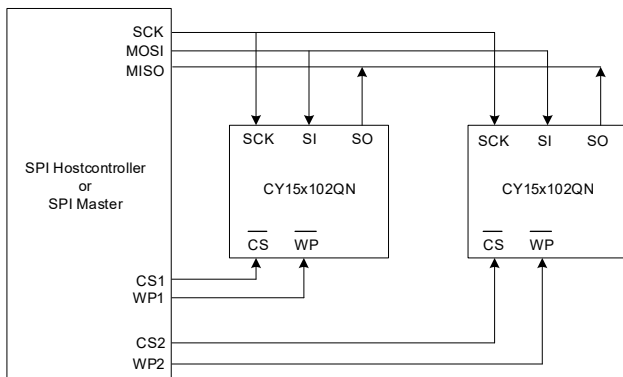 SCK
MOSI
MISO
SCK SI SO
SCK SI SO
SPI Hostcontroller
or
SPI Master
CY15x102QN
CY15x102QN
CS WP
CS WP
CS1
WP1
CS2
WP2